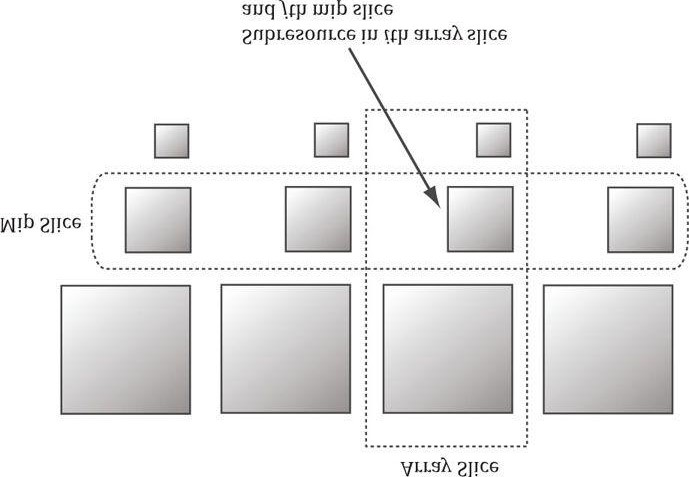 Subresource in ith array slice
and jth mip slice
Mip Slice
Array Slice